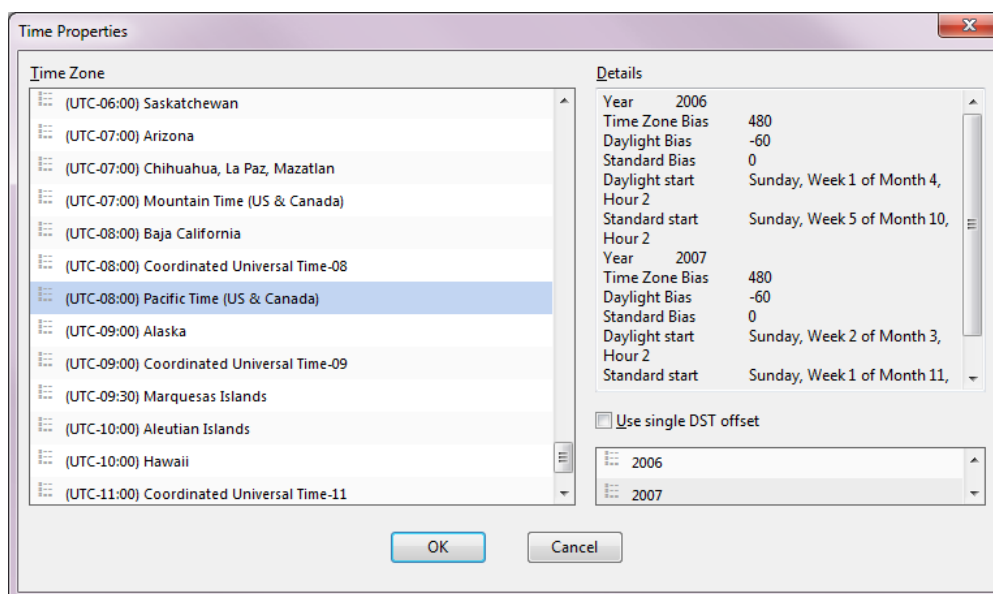 Time Properties
Time Zone
(UTC-06:00) Saskatchewan
(UTC-07:00) Arizona
(UTC-07:00) Chihuahua, La Paz, Mazatlan
(UTC-07:00) Mountain Time (US & Canada)
(UTC-08:00) Baja California
(UTC-08:00) Coordinated Universal Time-08
(UTC-08:00) Pacific Time (US & Canada)
(UTC-09:00) Alaska
(UTC-09:00) Coordinated Universal Time-09
(UTC-09:30) Marquesas Islands
(UTC-10:00) Aleutian Islands
(UTC-10:00) Hawaii
(UTC-11:00) Coordinated Universal Time-11
Details
Year 2006
Time Zone Bias 480
Daylight Bias -60
Standard Bias 0
Daylight start Sunday, Week 1 of Month 4,
Hour 2
Standard start Sunday, Week 5 of Month 10,
Hour 2
Year 2007
Time Zone Bias 480
Daylight Bias -60
Standard Bias 0
Daylight start Sunday, Week 2 of Month 3,
Hour 2
Standard start Sunday, Week 1 of Month 11,
Use single DST offset
2006
2007
OK Cancel